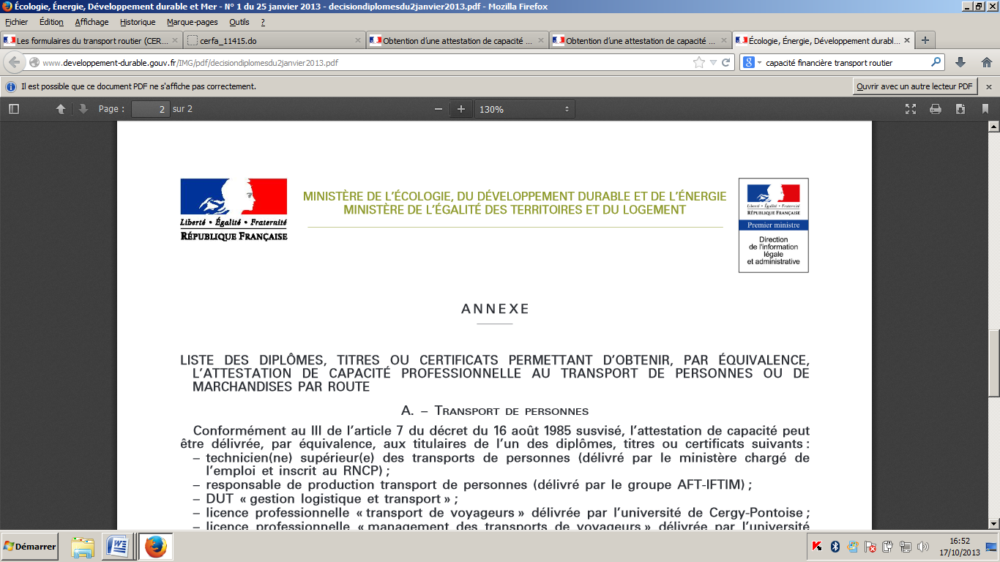 Écologie, Énergie, Développement durable et Mer - N° 1 du 25 janvier 2013 - decisiondiplomesdu2janvier2013.pdf - Mozilla Firefox
Fichier Édition Affichage Historique Marque-pages Outils ?
Les formulaires du transport routier (CER... cerfa_11415.do Obtention d'une attestation de capacité ... Obtention d'une attestation de capacité ... Écologie, Énergie, Développement durabl...
www.developpement-durable.gouv.fr/IMG/pdf/decisiondiplomesdu2janvier2013.pdf capacité financière transport routier
Il est possible que ce document PDF ne s'affiche pas correctement. Ouvrir avec un autre lecteur PDF
Page : 2 sur 2 130%
MINISTÈRE DE L'ÉCOLOGIE, DU DÉVELOPPEMENT DURABLE ET DE L'ÉNERGIE
MINISTÈRE DE L'ÉGALITÉ DES TERRITOIRES ET DU LOGEMENT
Liberté • Égalité • Fraternité
RÉPUBLIQUE FRANÇAISE
Liberté • Égalité • Fraternité
RÉPUBLIQUE FRANÇAISE
Premier ministre
Direction
de l'information
légale
et administrative
ANNEXE
LISTE DES DIPLÔMES, TITRES OU CERTIFICATS PERMETTANT D'OBTENIR, PAR ÉQUIVALENCE,
L'ATTESTATION DE CAPACITÉ PROFESSIONNELLE AU TRANSPORT DE PERSONNES OU DE
MARCHANDISES PAR ROUTE
A. – TRANSPORT DE PERSONNES
Conformément au III de l'article 7 du décret du 16 août 1985 susvisé, l'attestation de capacité peut
être délivrée, par équivalence, aux titulaires de l'un des diplômes, titres ou certificats suivants :
– technicien(ne) supérieur(e) des transports de personnes (délivré par le ministère chargé de
l'emploi et inscrit au RNCP) ;
– responsable de production transport de personnes (délivré par le groupe AFT-IFTIM) ;
– DUT « gestion logistique et transport » ;
– licence professionnelle « transport de voyageurs » délivrée par l'université de Cergy-Pontoise ;
– licence professionnelle « management des transports de voyageurs » délivrée par l'université
Démarrer 16:52
17/10/2013